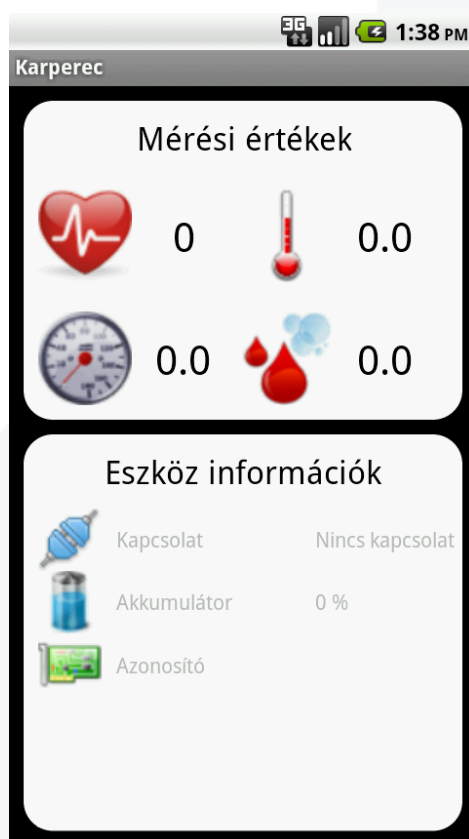 3G 1:38 PM
Karperec
Mérési értékek
0 0.0
0.0 0.0
Eszköz információk
Kapcsolat Nincs kapcsolat
Akkumulátor 0 %
Azonosító